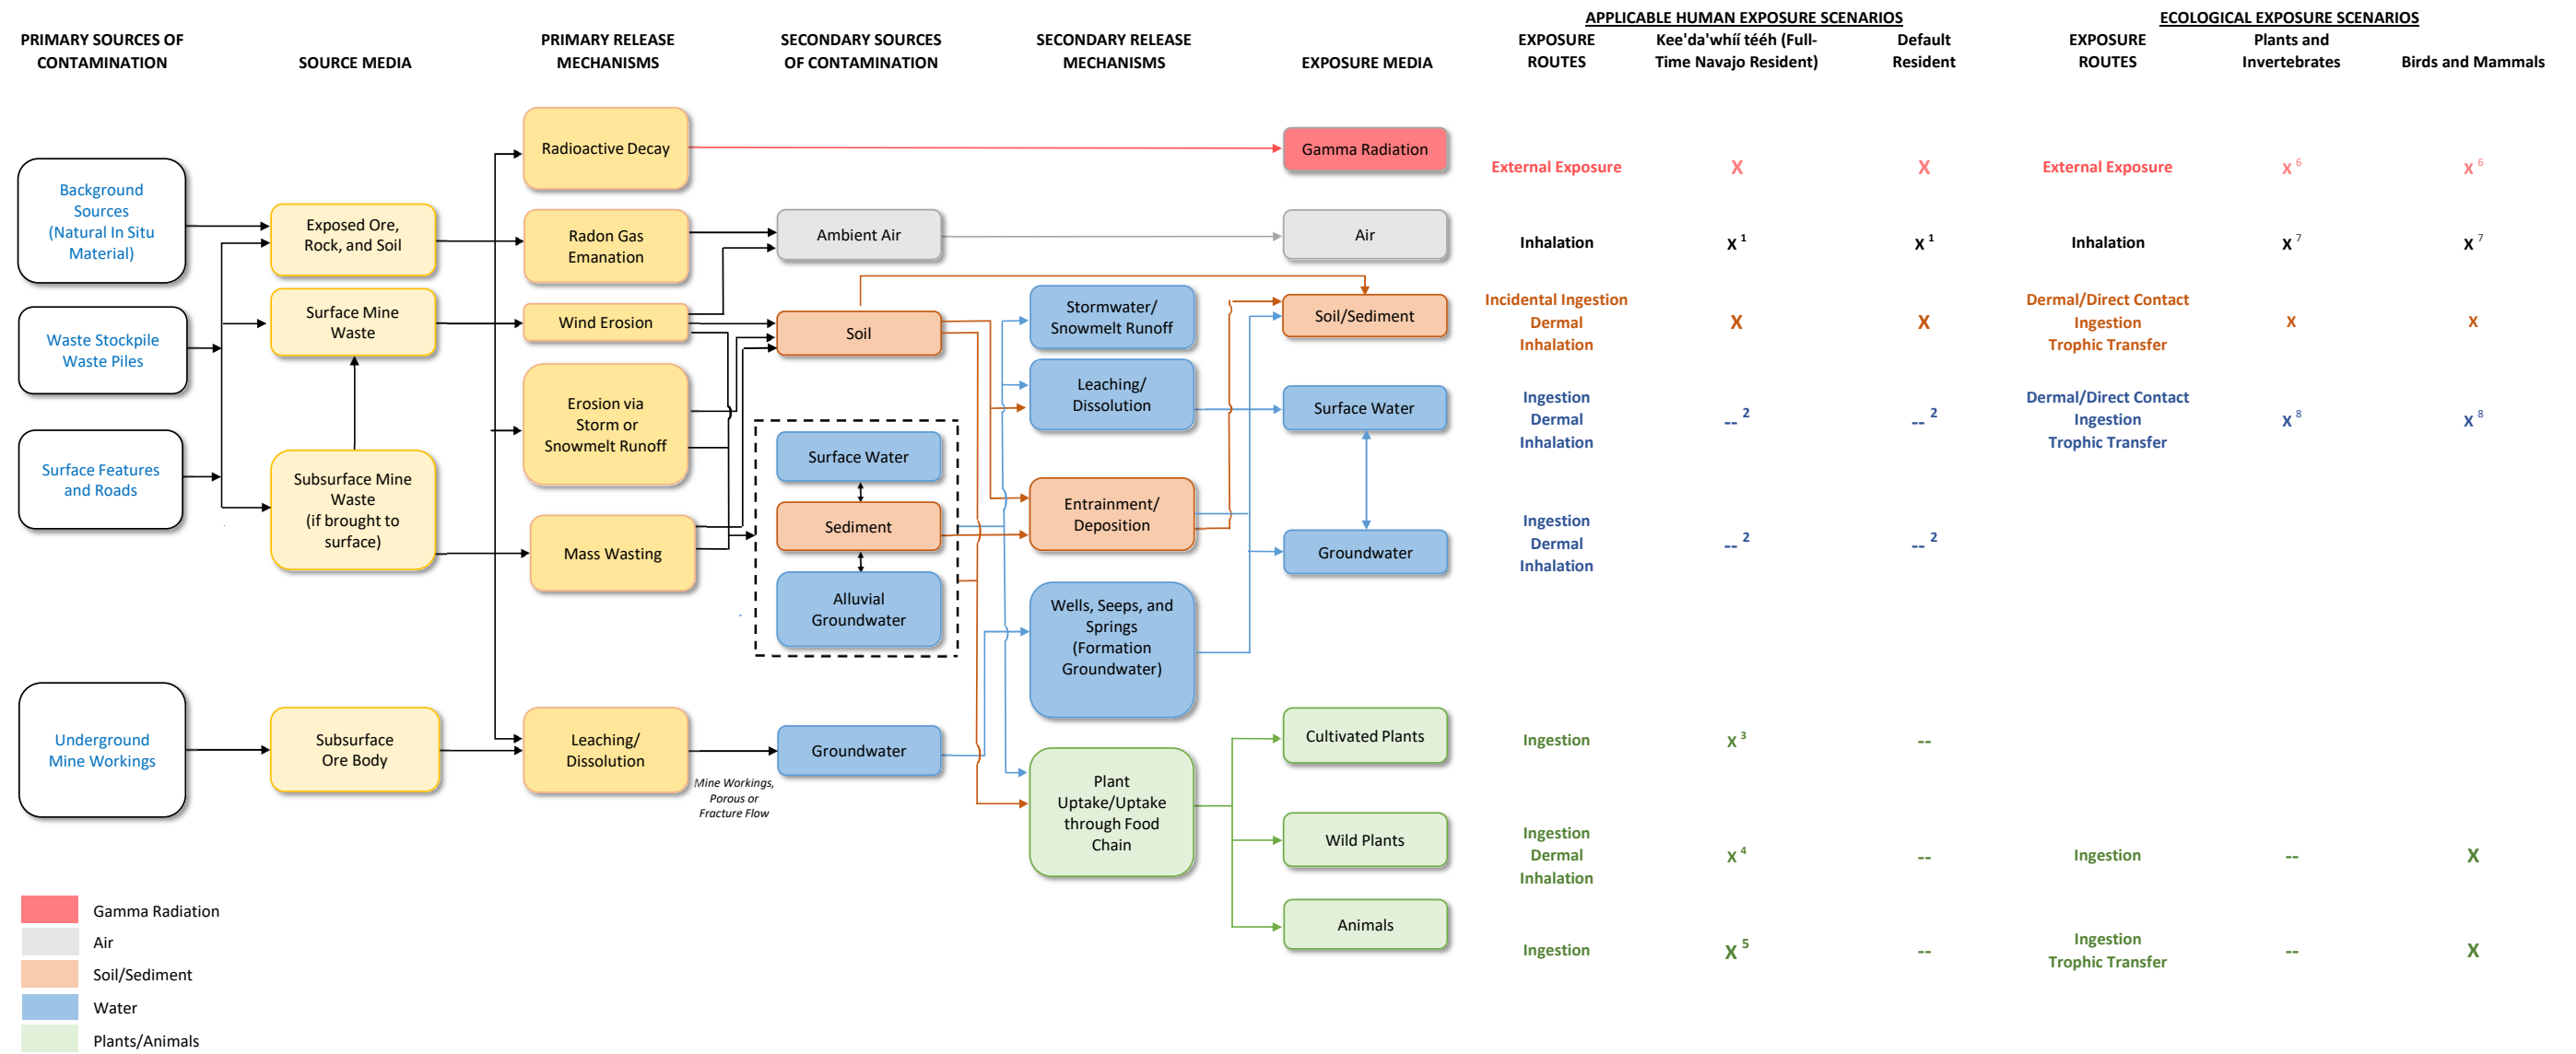 APPLICABLE HUMAN EXPOSURE SCENARIOS
ECOLOGICAL EXPOSURE SCENARIOS
PRIMARY SOURCES OF
CONTAMINATION
SOURCE MEDIA
PRIMARY RELEASE
MECHANISMS
SECONDARY SOURCES
OF CONTAMINATION
SECONDARY RELEASE
MECHANISMS
EXPOSURE MEDIA
EXPOSURE
ROUTES
Kee'da'whíí tééh (Full-
Time Navajo Resident)
Default
Resident
EXPOSURE
ROUTES
Plants and
Invertebrates
Birds and Mammals
Background
Sources
(Natural In Situ
Material)
Waste Stockpile
Waste Piles
Surface Features
and Roads
Underground
Mine Workings
Exposed Ore,
Rock, and Soil
Surface Mine
Waste
Subsurface Mine
Waste
(if brought to
surface)
Subsurface
Ore Body
Radioactive Decay
Radon Gas
Emanation
Wind Erosion
Erosion via
Storm or
Snowmelt Runoff
Mass Wasting
Leaching/
Dissolution
Mine Workings,
Porous or
Fracture Flow
Ambient Air
Soil
Surface Water
Sediment
Alluvial
Groundwater
Groundwater
Stormwater/
Snowmelt Runoff
Leaching/
Dissolution
Entrainment/
Deposition
Wells, Seeps, and
Springs
(Formation
Groundwater)
Plant
Uptake/Uptake
through Food
Chain
Gamma Radiation
Air
Soil/Sediment
Surface Water
Groundwater
Cultivated Plants
Wild Plants
Animals
External Exposure
X
X
External Exposure
X 6
X 6
Inhalation
X 1
X 1
Inhalation
X 7
X 7
Incidental Ingestion
Dermal
Inhalation
X
X
Dermal/Direct Contact
Ingestion
Trophic Transfer
X
X
Ingestion
Dermal
Inhalation
-- 2
-- 2
Dermal/Direct Contact
Ingestion
Trophic Transfer
X 8
X 8
Ingestion
Dermal
Inhalation
-- 2
-- 2
Ingestion
X 3
--
Ingestion
Dermal
Inhalation
X 4
--
Ingestion
--
X
Ingestion
X 5
--
Ingestion
Trophic Transfer
--
X
Gamma Radiation
Air
Soil/Sediment
Water
Plants/Animals